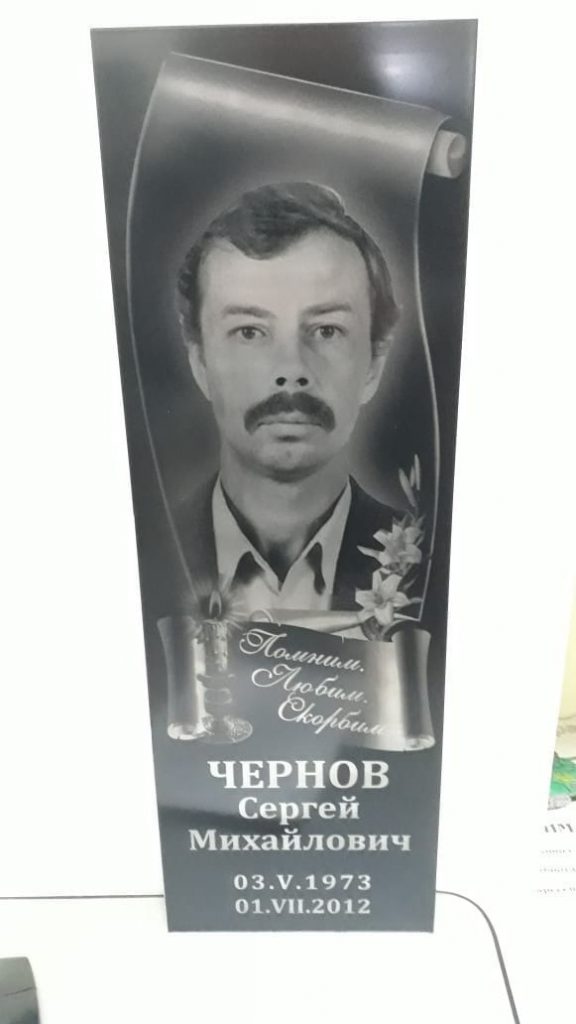 Помним.
Любим.
Скорбим
ЧЕРНОВ
Сергей
Михайлович
03.V.1973
01.VII.2012